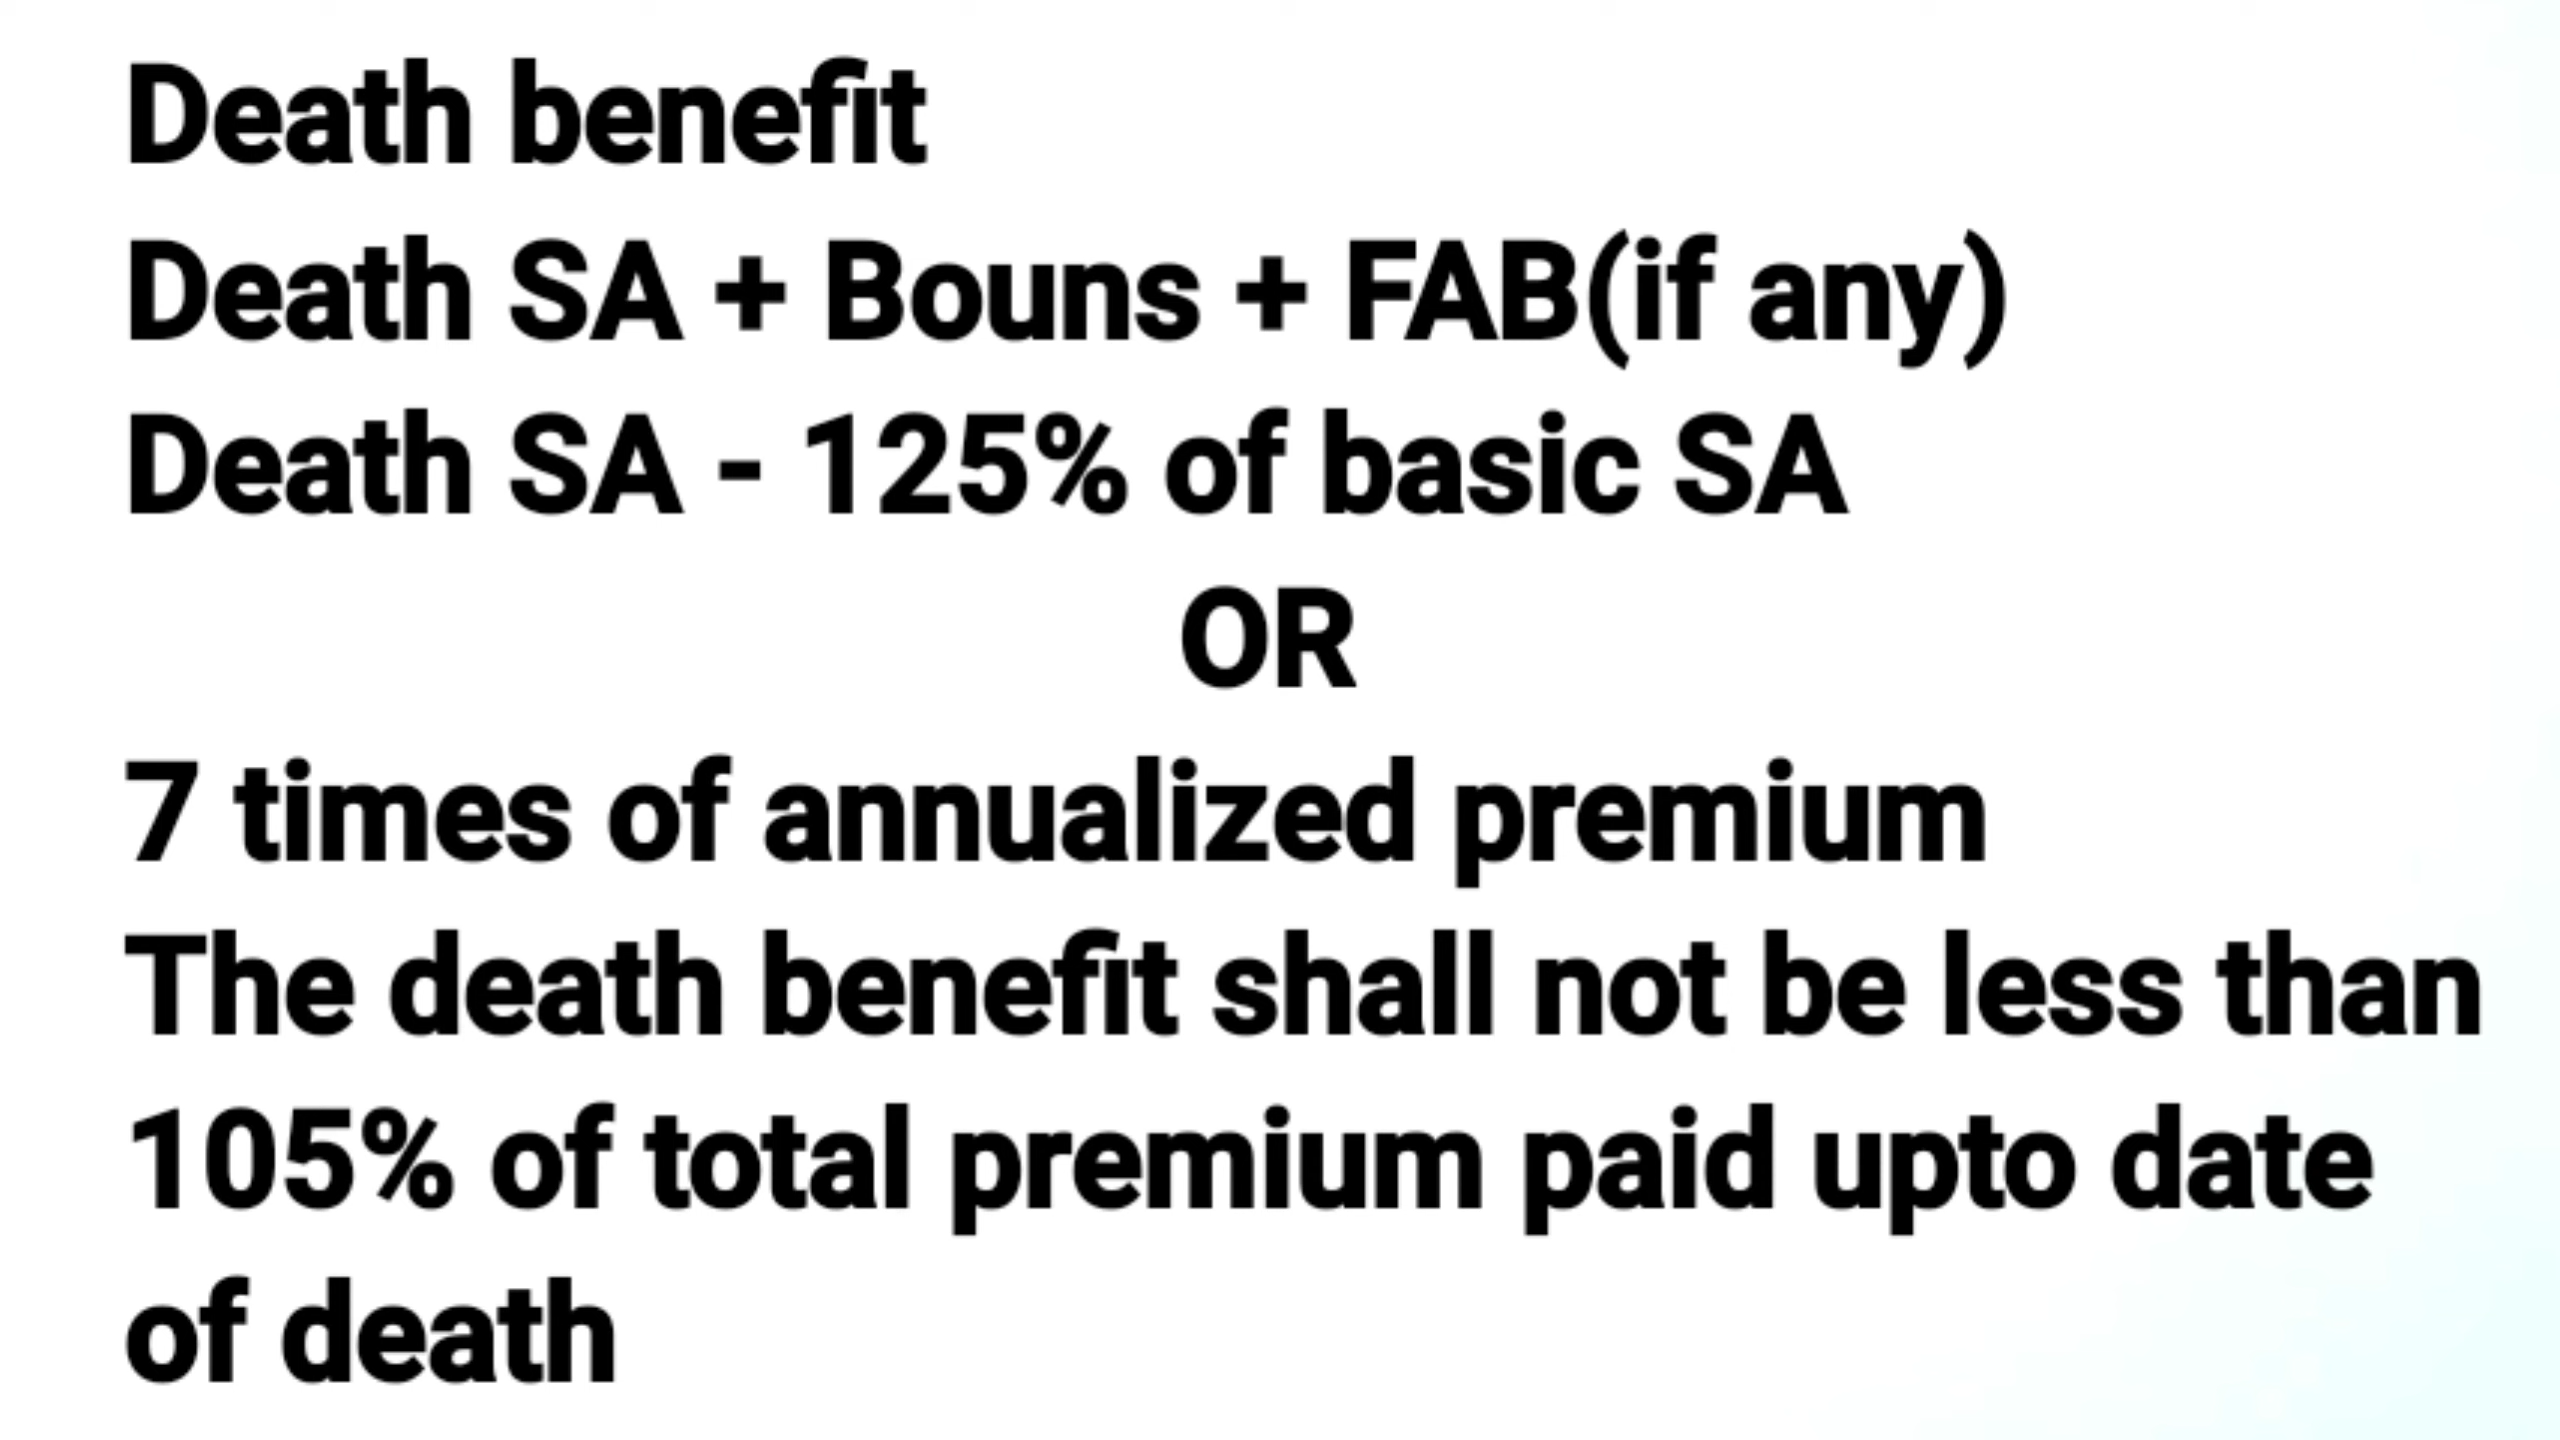 Death benefit
Death SA + Bouns + FAB(if any)
Death SA - 125% of basic SA
OR
7 times of annualized premium
The death benefit shall not be less than
105% of total premium paid upto date
of death